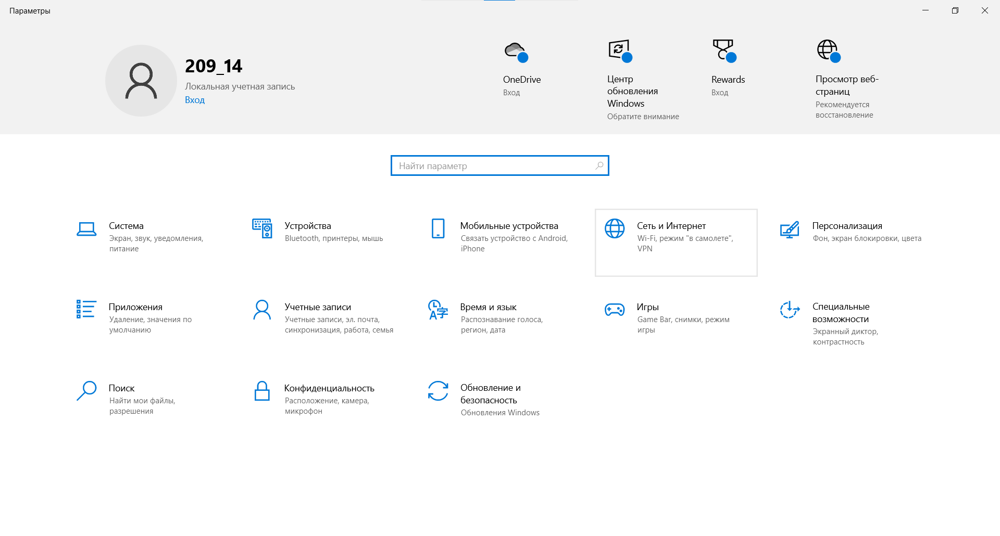 Параметры
209_14
Локальная учетная запись
Вход
OneDrive
Вход
Центр
обновления
Windows
Обратите внимание
Rewards
Вход
Просмотр веб-
страниц
Рекомендуется
восстановление
Найти параметр
Система
Экран, звук, уведомления,
питание
Устройства
Bluetooth, принтеры, мышь
Мобильные устройства
Связать устройство с Android,
iPhone
Сеть и Интернет
Wi-Fi, режим "в самолете",
VPN
Персонализация
Фон, экран блокировки, цвета
Приложения
Удаление, значения по
умолчанию
Учетные записи
Учетные записи, эл. почта,
синхронизация, работа, семья
Время и язык
Распознавание голоса,
регион, дата
Игры
Game Bar, снимки, режим
игры
Специальные
возможности
Экранный диктор,
контрастность
Поиск
Найти мои файлы,
разрешения
Конфиденциальность
Расположение, камера,
микрофон
Обновление и
безопасность
Обновления Windows